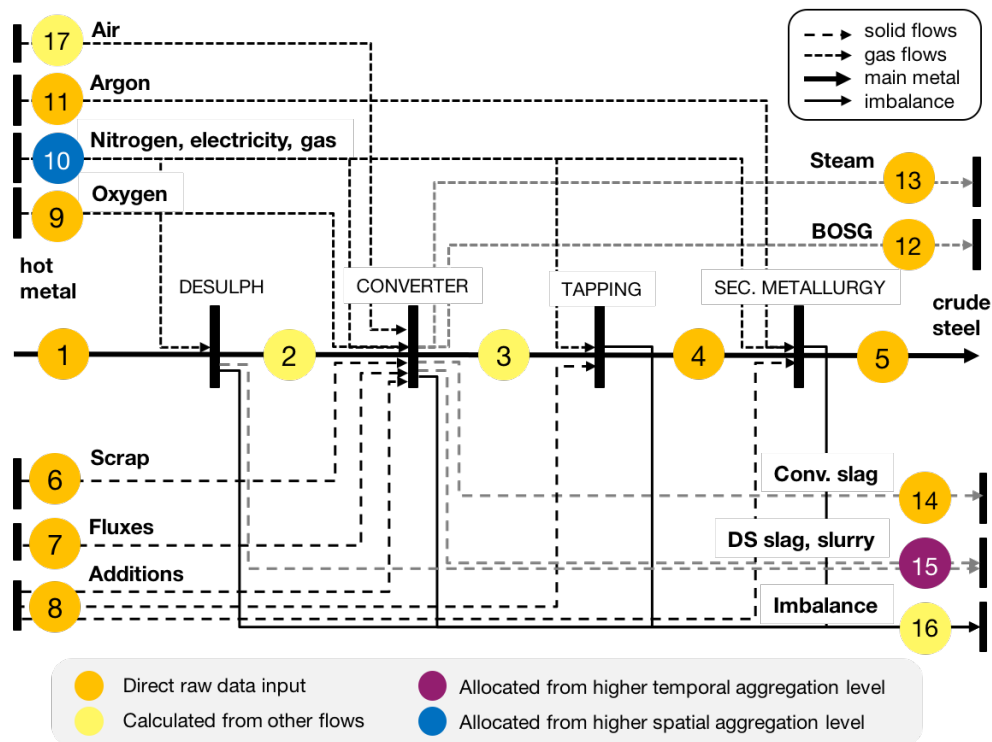 17
Air
solid flows
gas flows
main metal
imbalance
11
Argon
10
Nitrogen, electricity, gas
Steam
13
9
Oxygen
BOSG
12
hot
metal
DESULPH
CONVERTER
TAPPING
SEC. METALLURGY
crude
steel
1
2
3
4
5
6
Scrap
Conv. slag
14
7
Fluxes
DS slag, slurry
15
8
Additions
Imbalance
16
Direct raw data input
Allocated from higher temporal aggregation level
Calculated from other flows
Allocated from higher spatial aggregation level